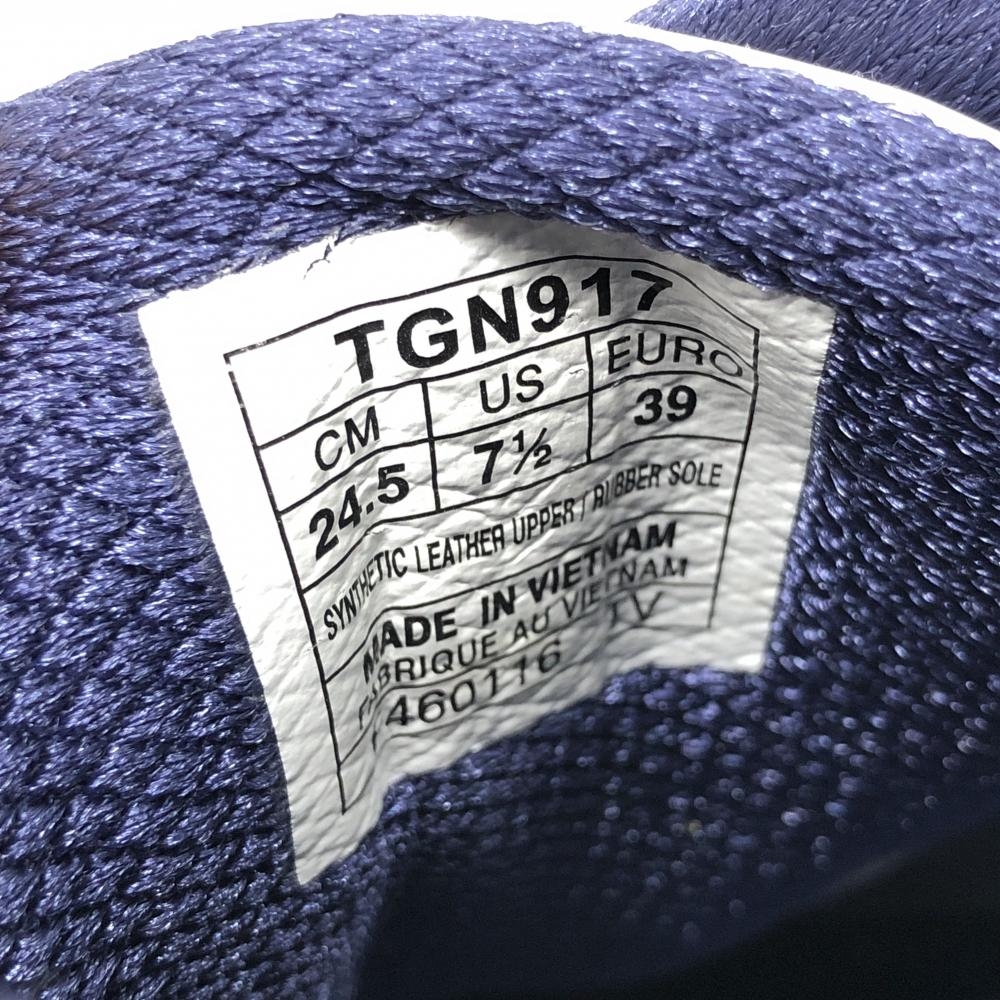 TGN917
CM US EURO
24.5 7½ 39
SYNTHETIC LEATHER UPPER / RUBBER SOLE
MADE IN VIETNAM
FABRIQUE AU VIETNAM
460116 TV